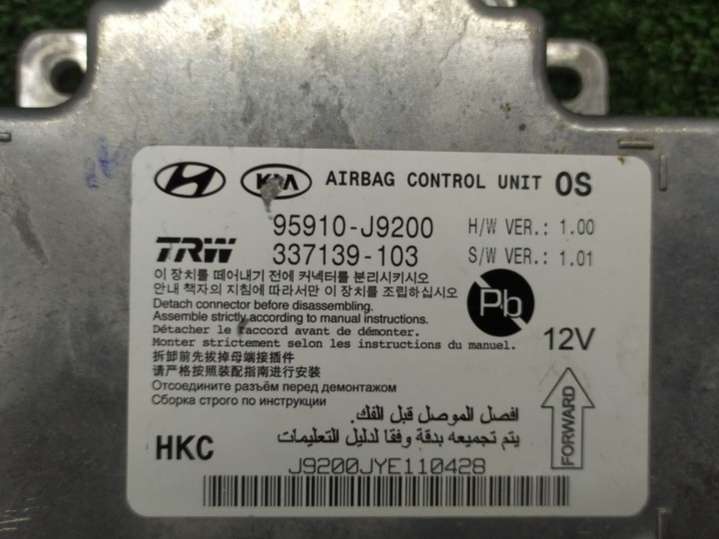 KIA AIRBAG CONTROL UNIT OS
95910-J9200 H/W VER.: 1.00
TRW 337139-103 S/W VER.: 1.01
이 장치를 떼어내기 전에 커넥터를 분리시키시오
안내 책자의 지침에 따라서만 이 장치를 조립하십시오
Detach connector before disassembling.
Assemble strictly according to manual instructions.
Détacher le raccord avant de démonter.
Monter strictement selon les instructions du manuel.
Pb
12V
拆卸前先拔掉母端接插件
请严格按照装配指南进行安装
Отсоедините разъём перед демонтажом
Сборка строго по инструкции
افصل الموصل قبل الفك.
يتم تجميعه بدقة وفقا لدليل التعليمات
FORWARD
HKC
J9200JYE110428